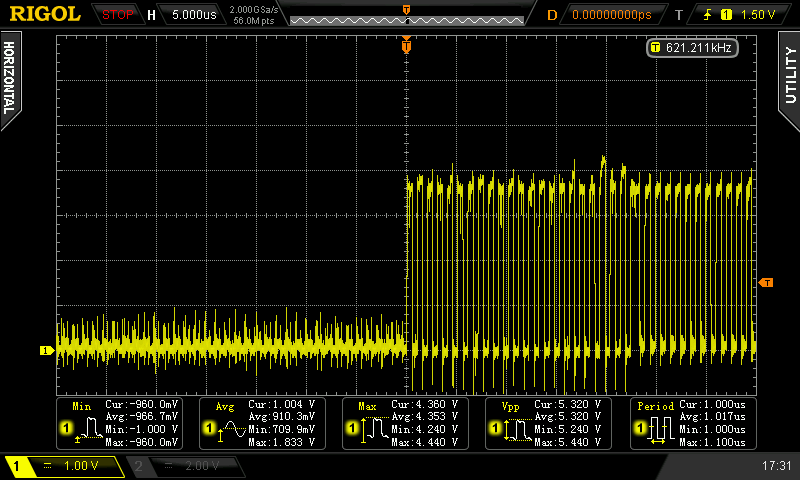 RIGOL STOP H 5.000us 2.000GSa/s 56.0M pts D 0.00000000ps T 1 1.50 V
T
T
HORIZONTAL
UTILITY
T 621.211kHz
T
1
Min Cur:-960.0mV
Avg:-966.7mV
1 Min:-1.000 V
Max:-960.0mV
Avg Cur:1.004 V
Avg:910.3mV
1 Min:709.9mV
Max:1.833 V
Max Cur:4.360 V
Avg:4.353 V
1 Min:4.240 V
Max:4.440 V
Vpp Cur:5.320 V
Avg:5.320 V
1 Min:5.240 V
Max:5.440 V
Period Cur:1.000us
Avg:1.017us
1 Min:1.000us
Max:1.100us
1 1.00 V 2 2.00 V 17:31